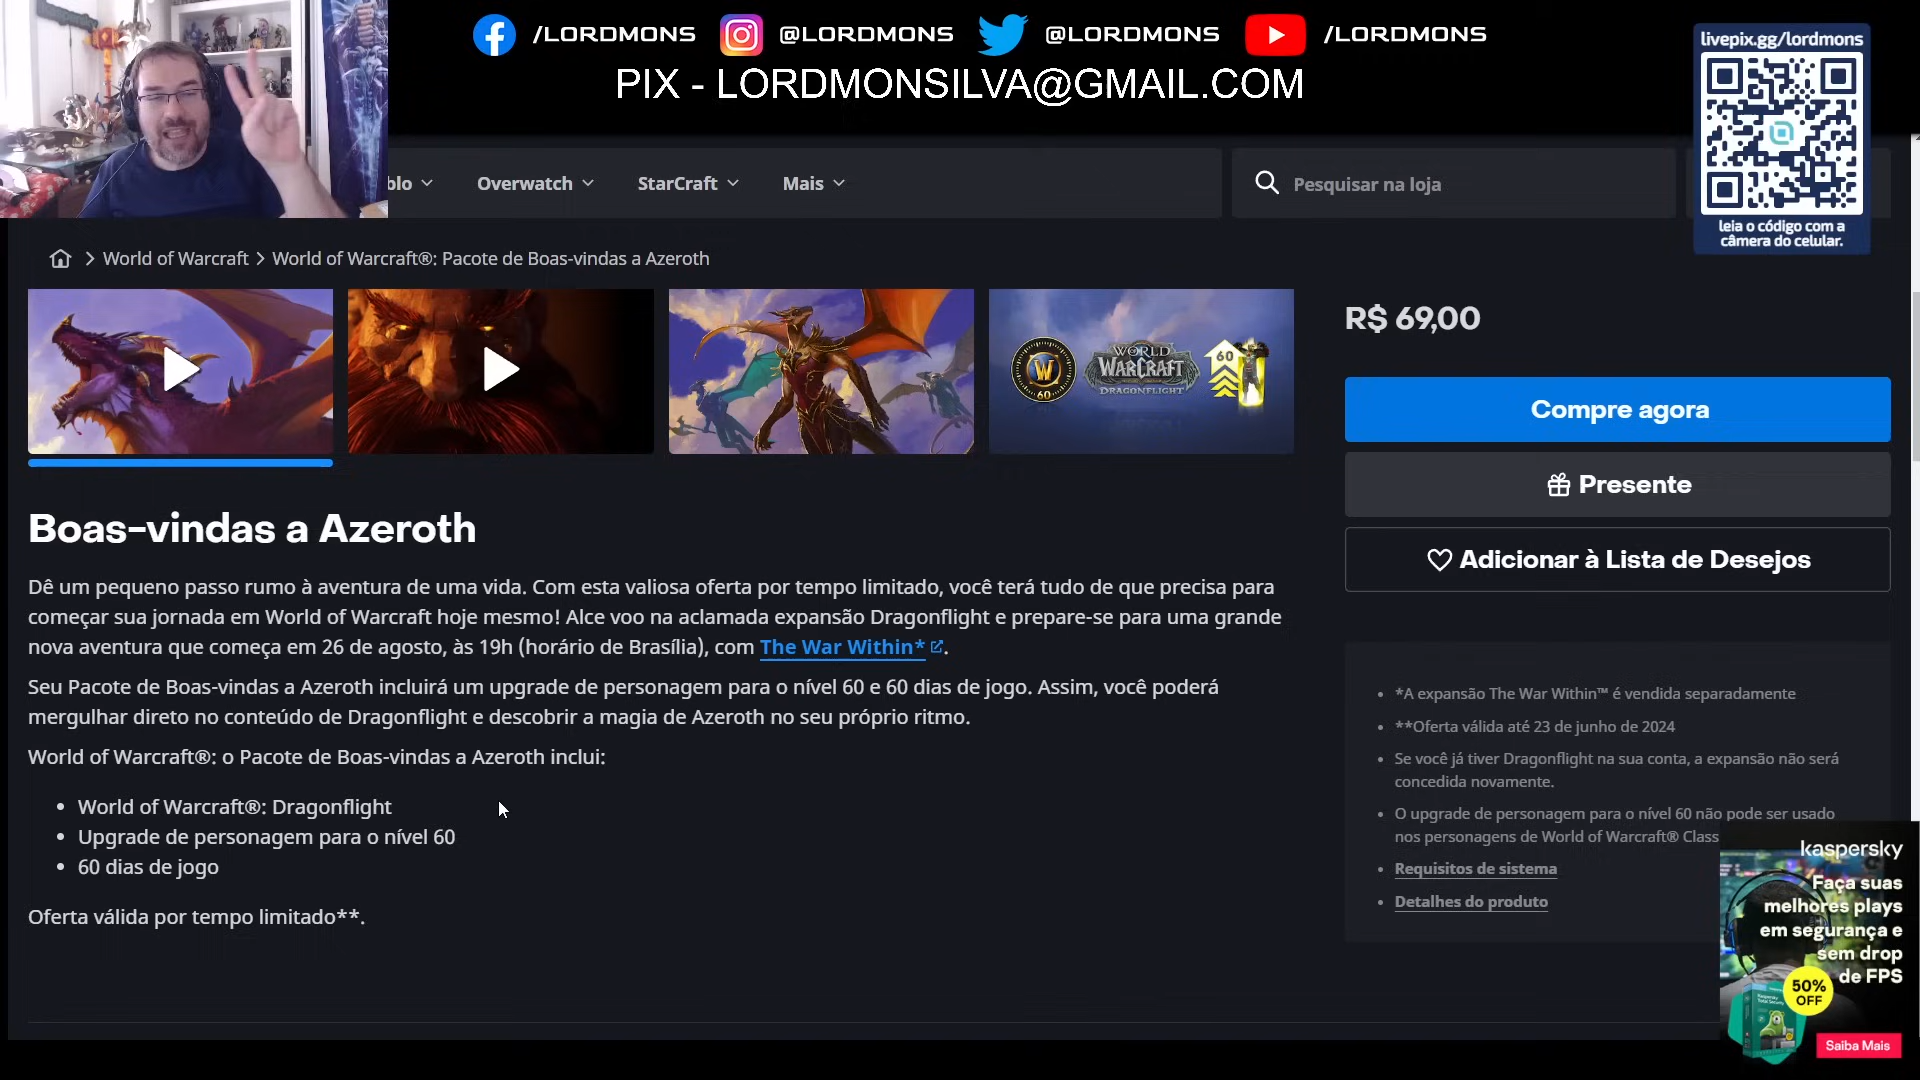 /LORDMONS @LORDMONS @LORDMONS /LORDMONS
PIX - LORDMONSILVA@GMAIL.COM
livepix.gg/lordmons
leia o código com a
câmera do celular.
blo Overwatch StarCraft Mais
Pesquisar na loja
World of Warcraft World of Warcraft®: Pacote de Boas-vindas a Azeroth
W
60
WORLD
WARCRAFT
DRAGONFLIGHT
60
R$ 69,00
Compre agora
Presente
Adicionar à Lista de Desejos
Boas-vindas a Azeroth
Dê um pequeno passo rumo à aventura de uma vida. Com esta valiosa oferta por tempo limitado, você terá tudo de que precisa para
começar sua jornada em World of Warcraft hoje mesmo! Alce voo na aclamada expansão Dragonflight e prepare-se para uma grande
nova aventura que começa em 26 de agosto, às 19h (horário de Brasília), com The War Within*.
Seu Pacote de Boas-vindas a Azeroth incluirá um upgrade de personagem para o nível 60 e 60 dias de jogo. Assim, você poderá
mergulhar direto no conteúdo de Dragonflight e descobrir a magia de Azeroth no seu próprio ritmo.
World of Warcraft®: o Pacote de Boas-vindas a Azeroth inclui:
• World of Warcraft®: Dragonflight
• Upgrade de personagem para o nível 60
• 60 dias de jogo
Oferta válida por tempo limitado**.
• *A expansão The War Within™ é vendida separadamente
• **Oferta válida até 23 de junho de 2024
• Se você já tiver Dragonflight na sua conta, a expansão não será
concedida novamente.
• O upgrade de personagem para o nível 60 não pode ser usado
nos personagens de World of Warcraft® Class
• Requisitos de sistema
• Detalhes do produto
kaspersky
Faça suas
melhores plays
em segurança e
sem drop
de FPS
50%
OFF
Saiba Mais